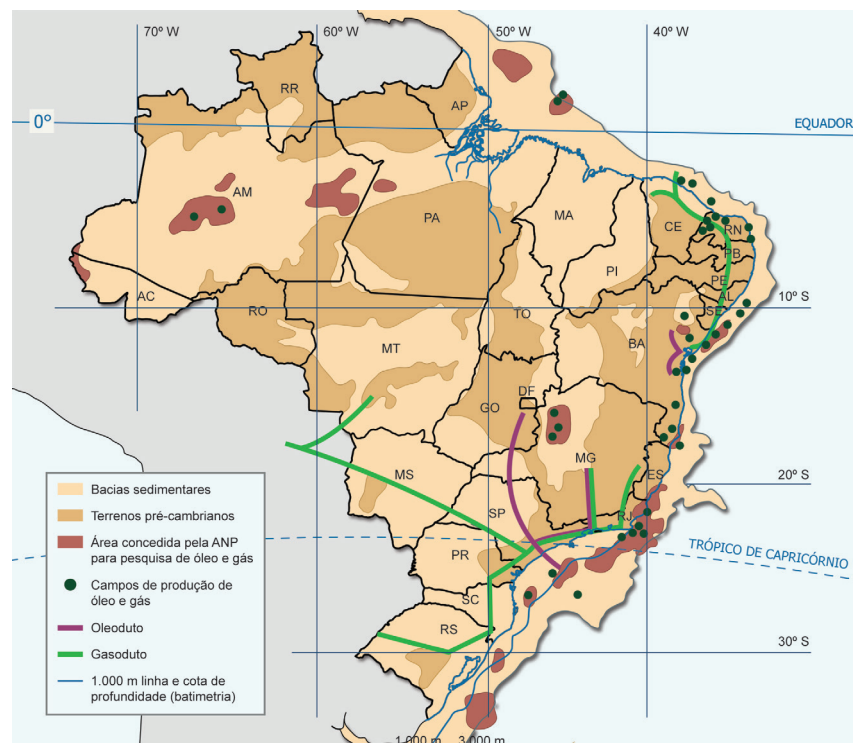 70º W
60º W
50º W
40º W
RR
AP
0º
EQUADOR
AM
PA
MA
CE
RN
PB
PI
PE
AL
SE
AC
10º S
RO
TO
BA
MT
DF
GO
MG
ES
20º S
MS
SP
RJ
PR
TRÓPICO DE CAPRICÓRNIO
SC
RS
30º S
Bacias sedimentares
Terrenos pré-cambrianos
Área concedida pela ANP
para pesquisa de óleo e gás
Campos de produção de
óleo e gás
Oleoduto
Gasoduto
1.000 m linha e cota de
profundidade (batimetria)
1.000 m 3.000 m